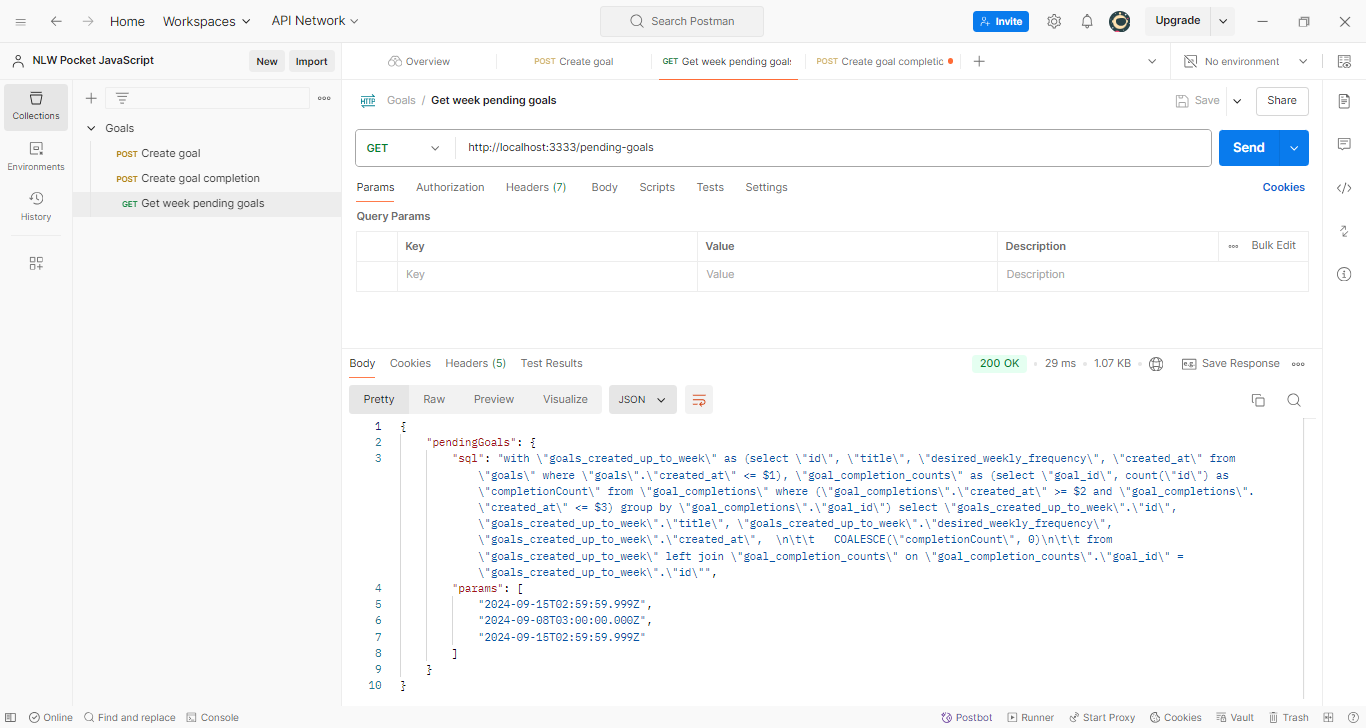 Home Workspaces API Network Search Postman Invite Upgrade
NLW Pocket JavaScript New Import Overview POST Create goal GET Get week pending goals POST Create goal completic No environment
Collections
Environments
History
Goals
POST Create goal
POST Create goal completion
GET Get week pending goals
HTTP Goals / Get week pending goals Save Share
GET http://localhost:3333/pending-goals Send
Params Authorization Headers (7) Body Scripts Tests Settings Cookies
Query Params
Key Value Description Bulk Edit
Key Value Description
Body Cookies Headers (5) Test Results 200 OK 29 ms 1.07 KB e.g. Save Response
Pretty Raw Preview Visualize JSON
1 {
2 "pendingGoals": {
3 "sql": "with \"goals_created_up_to_week\" as (select \"id\", \"title\", \"desired_weekly_frequency\", \"created_at\" from
\"goals\" where \"goals\".\"created_at\" <= $1), \"goal_completion_counts\" as (select \"goal_id\", count(\"id\") as
\"completionCount\" from \"goal_completions\" where (\"goal_completions\".\"created_at\" >= $2 and \"goal_completions\".
\"created_at\" <= $3) group by \"goal_completions\".\"goal_id\") select \"goals_created_up_to_week\".\"id\",
\"goals_created_up_to_week\".\"title\", \"goals_created_up_to_week\".\"desired_weekly_frequency\",
\"goals_created_up_to_week\".\"created_at\",  \n\t\t   COALESCE(\"completionCount\", 0)\n\t\t from
\"goals_created_up_to_week\" left join \"goal_completion_counts\" on \"goal_completion_counts\".\"goal_id\" =
\"goals_created_up_to_week\".\"id\"",
4 "params": [
5 "2024-09-15T02:59:59.999Z",
6 "2024-09-08T03:00:00.000Z",
7 "2024-09-15T02:59:59.999Z"
8 ]
9 }
10 }
Online Find and replace Console Postbot Runner Start Proxy Cookies Vault Trash